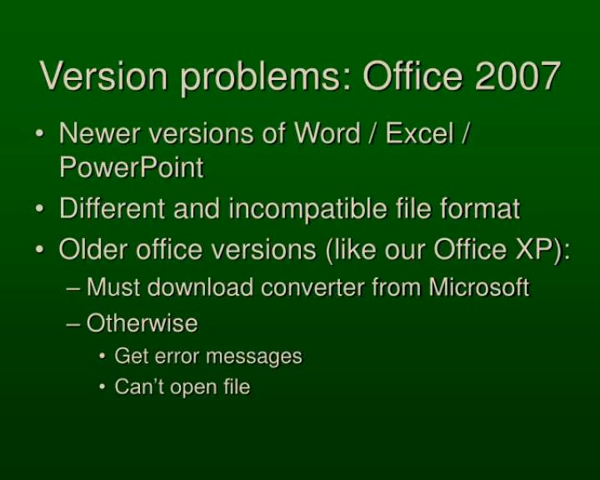 Version problems: Office 2007
• Newer versions of Word / Excel /
PowerPoint
• Different and incompatible file format
• Older office versions (like our Office XP):
– Must download converter from Microsoft
– Otherwise
• Get error messages
• Can’t open file